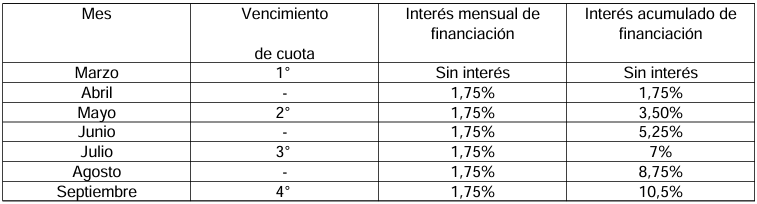 Mes Vencimiento de cuota Interés mensual de financiación Interés acumulado de financiación
Marzo 1° Sin interés Sin interés
Abril - 1,75% 1,75%
Mayo 2° 1,75% 3,50%
Junio - 1,75% 5,25%
Julio 3° 1,75% 7%
Agosto - 1,75% 8,75%
Septiembre 4° 1,75% 10,5%